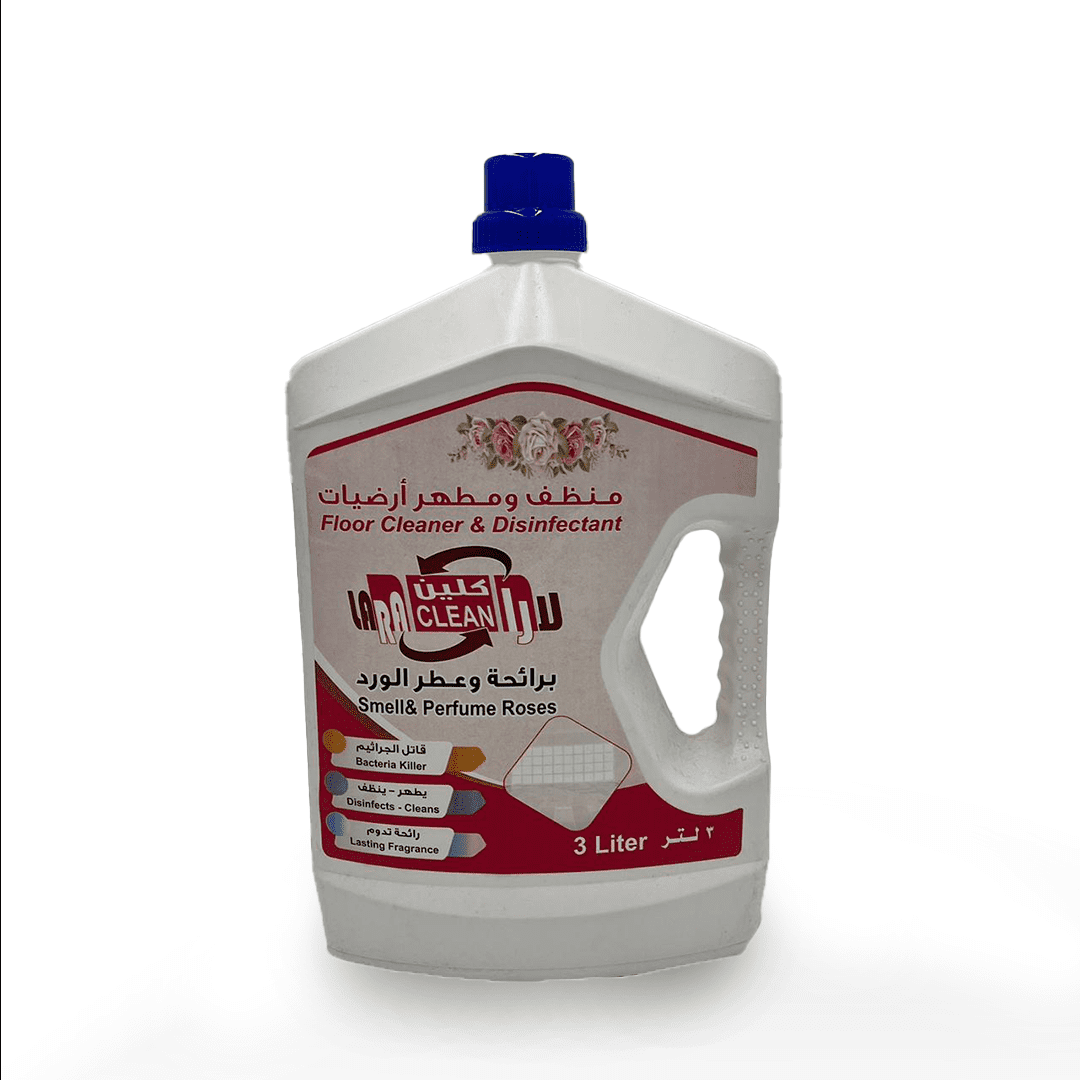 منظف ومطهر أرضيات
Floor Cleaner & Disinfectant
LARA كلين لارا
CLEAN
برائحة وعطر الورد
Smell& Perfume Roses
قاتل الجراثيم
Bacteria Killer
يطهر - ينظف
Disinfects - Cleans
رائحة تدوم
Lasting Fragrance
3 Liter ٣ لتر